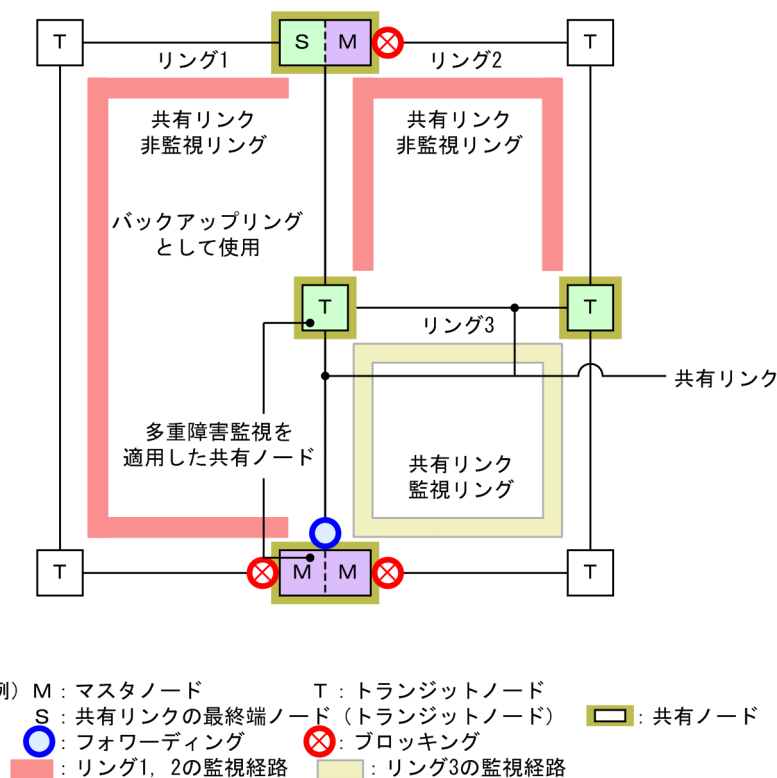 T
S M
T
リング1
リング2
共有リンク
非監視リング
共有リンク
非監視リング
バックアップリング
として使用
T
T
リング3
共有リンク
多重障害監視を
適用した共有ノード
共有リンク
監視リング
T
M M
T
例）M：マスタノード
T：トランジットノード
S：共有リンクの最終端ノード（トランジットノード）
：共有ノード
：フォワーディング
：ブロッキング
：リング1，2の監視経路
：リング3の監視経路